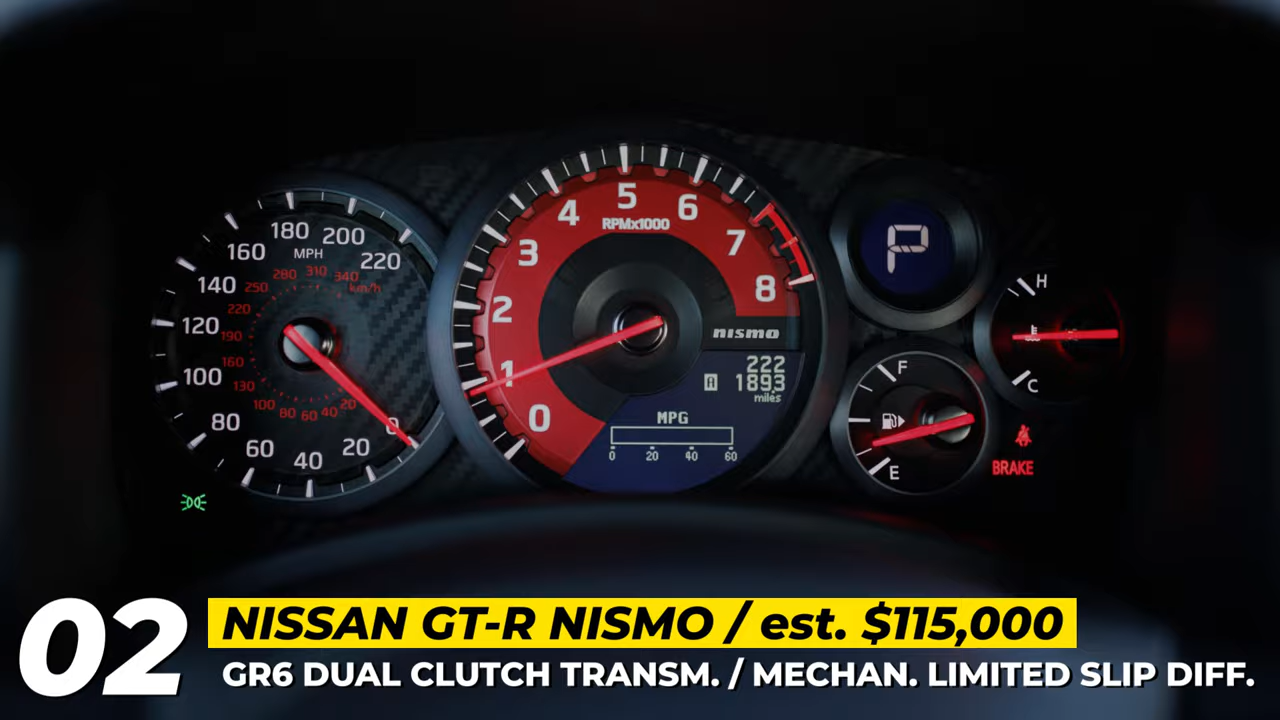 180
200
160
MPH
220
140
280
310
340
km/h
250
220
120
190
160
100
130
100
80
60
40
20
80
0
60
20
40
5
4
6
RPMx1000
3
7
2
8
nismo
222
1
A
1893
miles
0
MPG
0
20
40
60
P
H
C
F
E
BRAKE
02
NISSAN GT-R NISMO / est. $115,000
GR6 DUAL CLUTCH TRANSM. / MECHAN. LIMITED SLIP DIFF.